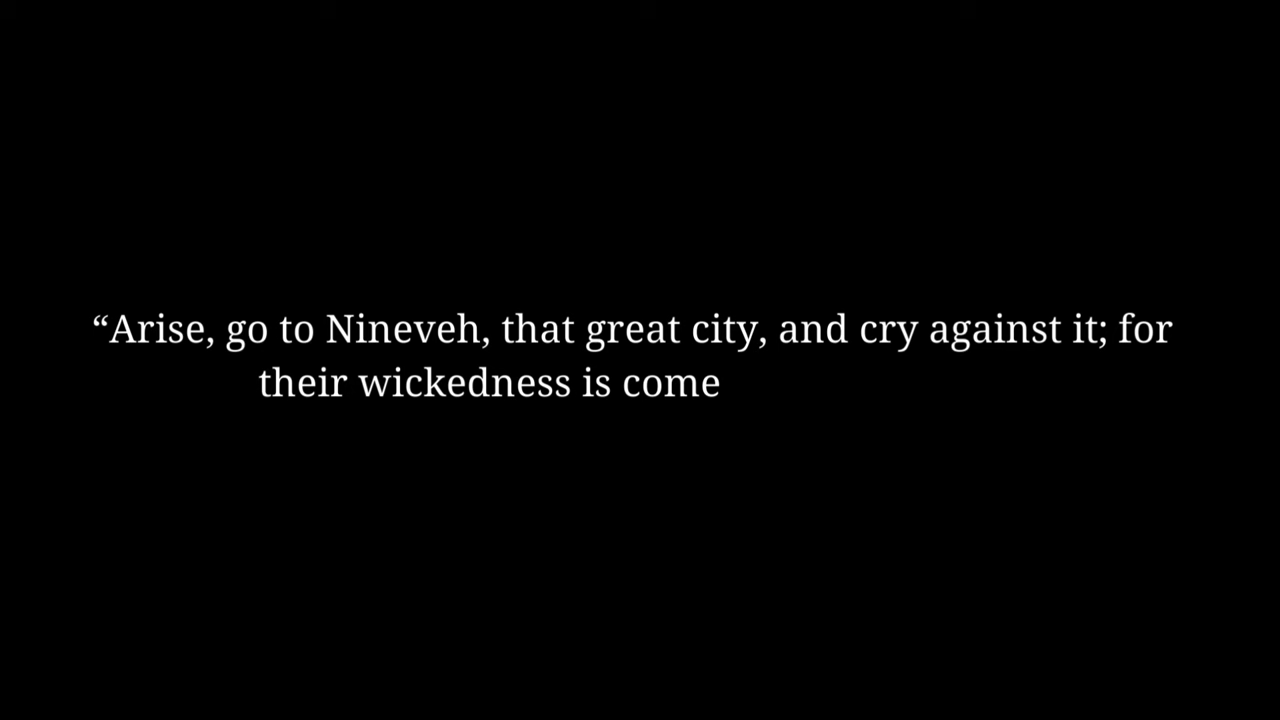 “Arise, go to Nineveh, that great city, and cry against it; for
their wickedness is come